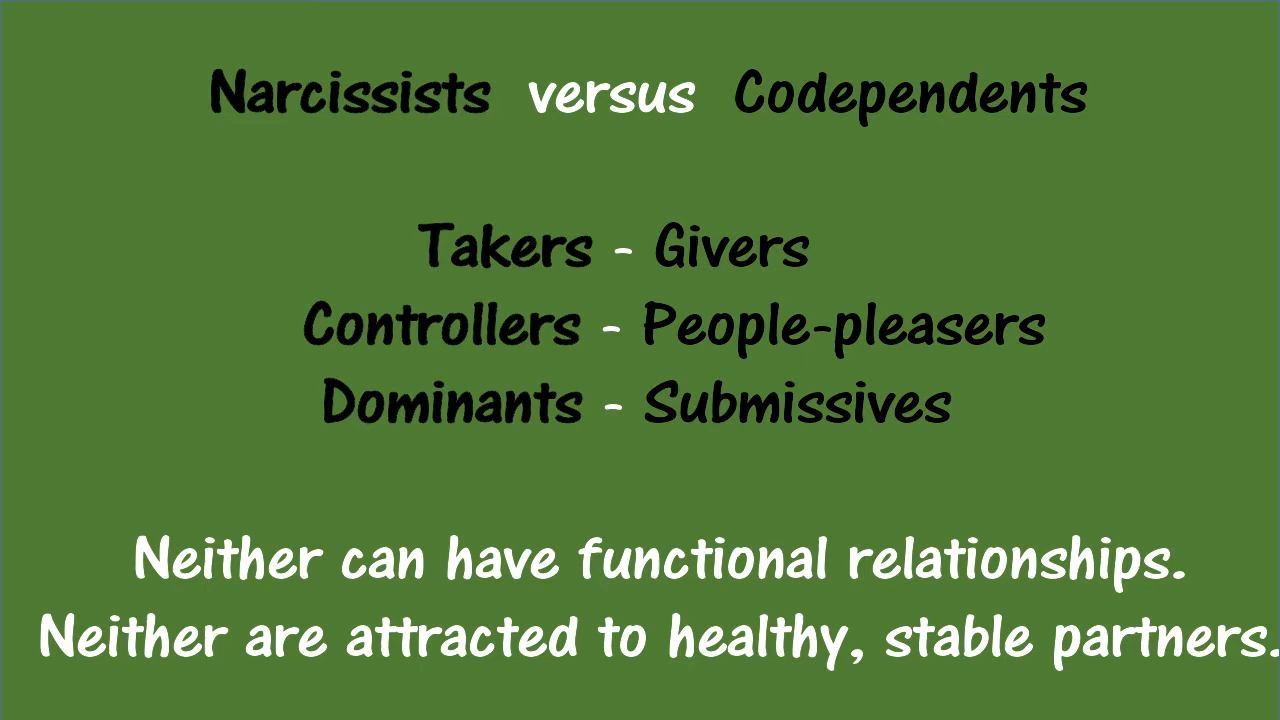 Narcissists versus Codependents
Takers - Givers
Controllers - People-pleasers
Dominants - Submissives
Neither can have functional relationships.
Neither are attracted to healthy, stable partners.